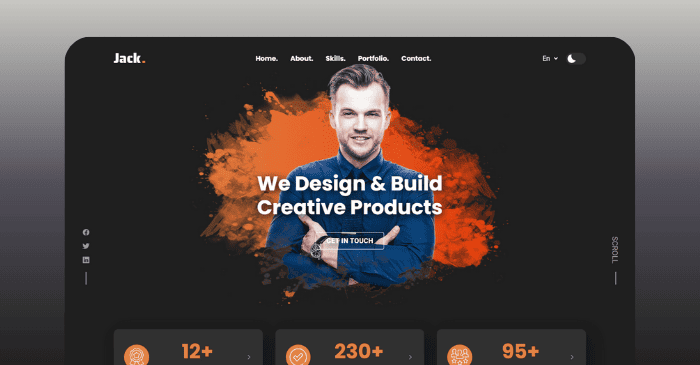 Jack.
Home. About. Skills. Portfolio. Contact.
En
We Design & Build
Creative Products
GET IN TOUCH
SCROLL
12+
230+
95+